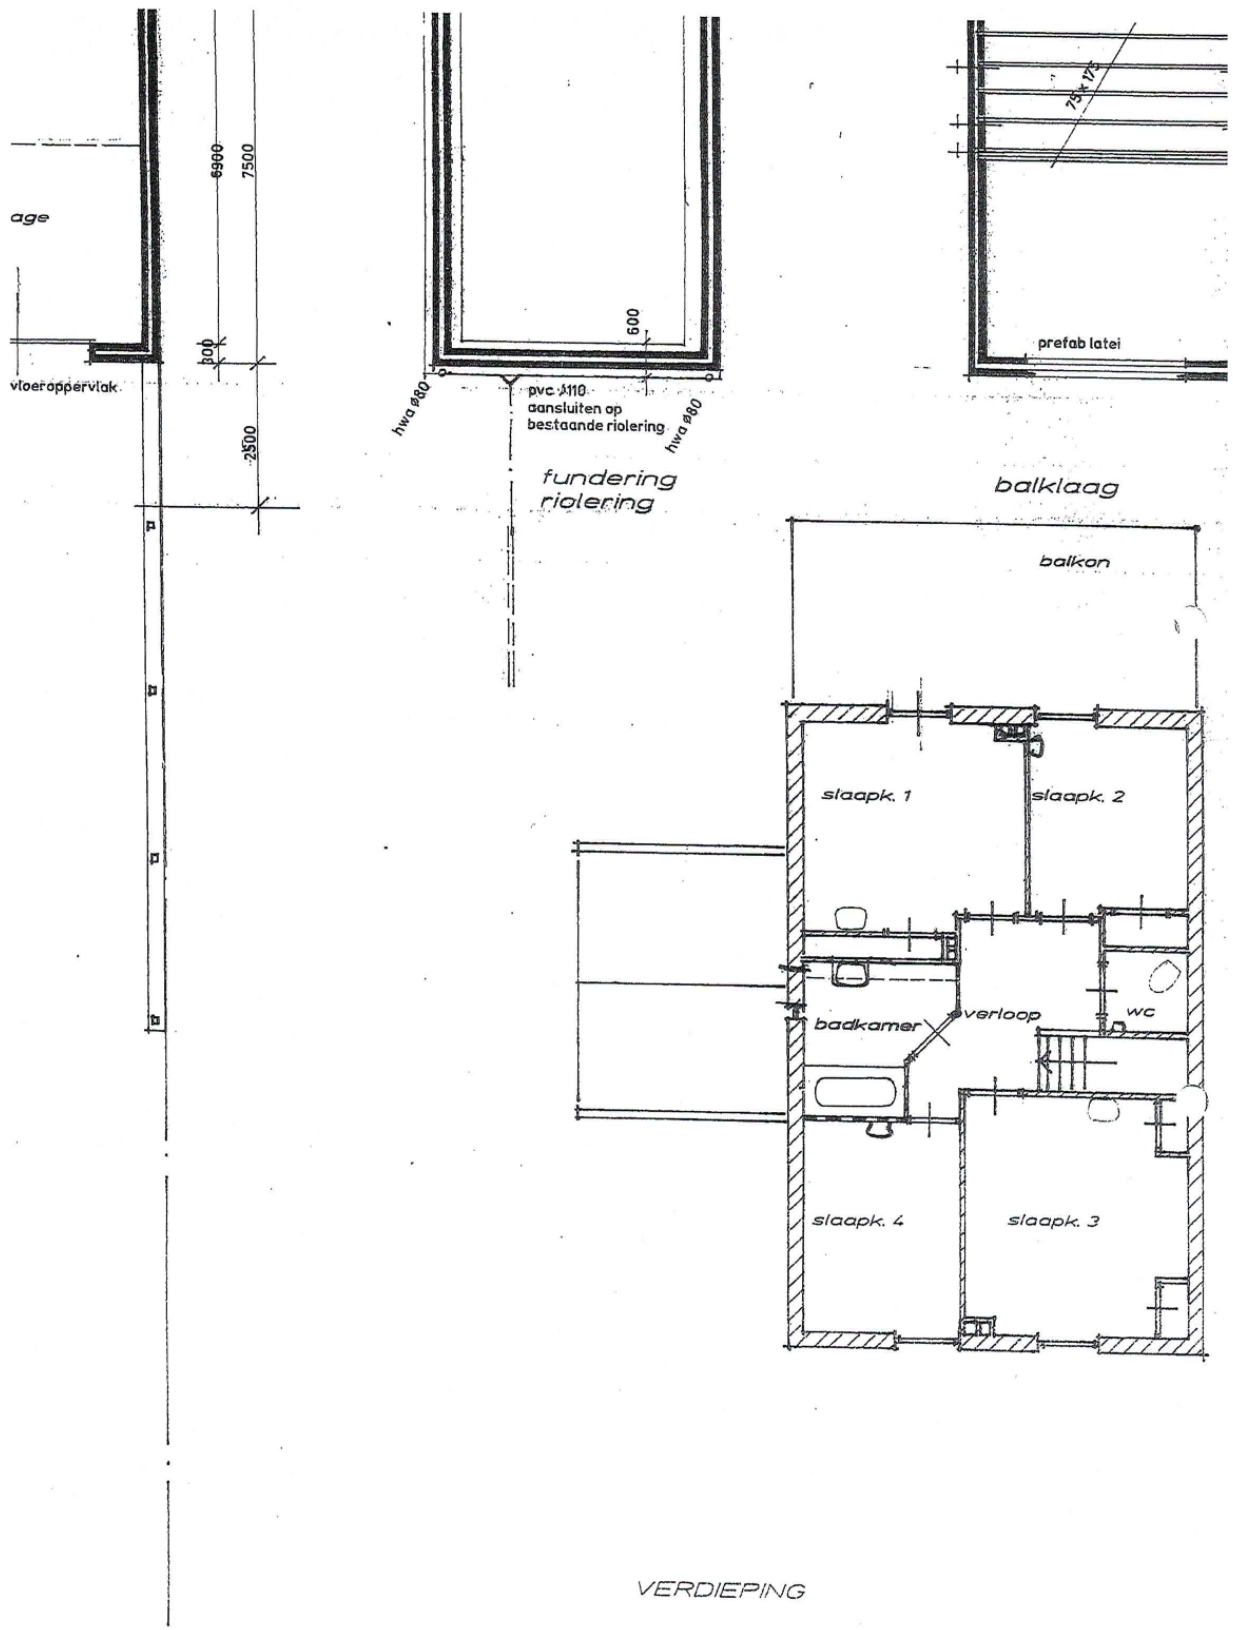 6900
7500
75 x 175
age
600
300
prefab latei
vloeroppervlak
hwa ø80
pvc ø110
aansluiten op
bestaande riolering
hwa ø80
2500
fundering
riolering
balklaag
balkon
slaapk. 1
slaapk. 2
badkamer
verloop
wc
slaapk. 4
slaapk. 3
VERDIEPING